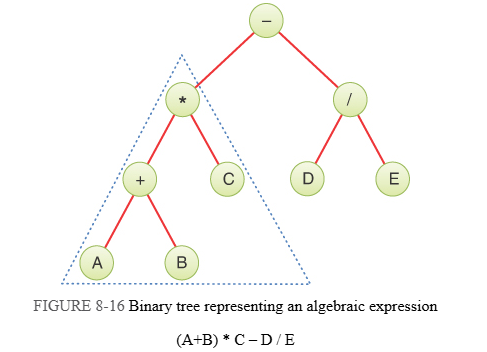 –
* /
+ C D E
A B
FIGURE 8-16 Binary tree representing an algebraic expression
(A+B) * C – D / E